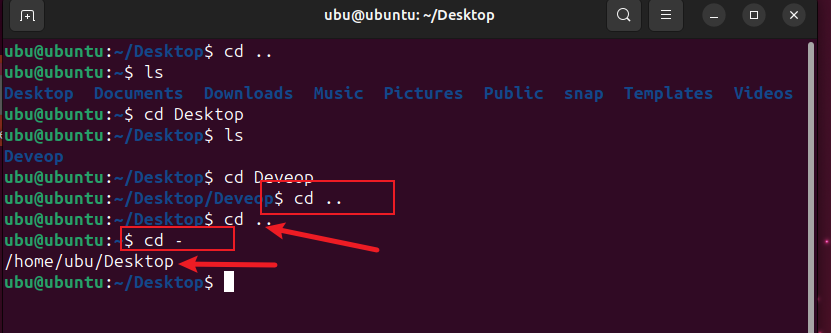 ubu@ubuntu: ~/Desktop
ubu@ubuntu:~/Desktop$ cd ..
ubu@ubuntu:~$ ls
Desktop Documents Downloads Music Pictures Public snap Templates Videos
ubu@ubuntu:~$ cd Desktop
ubu@ubuntu:~/Desktop$ ls
Deveop
ubu@ubuntu:~/Desktop$ cd Deveop
ubu@ubuntu:~/Desktop/Deveop$ cd ..
ubu@ubuntu:~/Desktop$ cd ..
ubu@ubuntu:~$ cd -
/home/ubu/Desktop
ubu@ubuntu:~/Desktop$